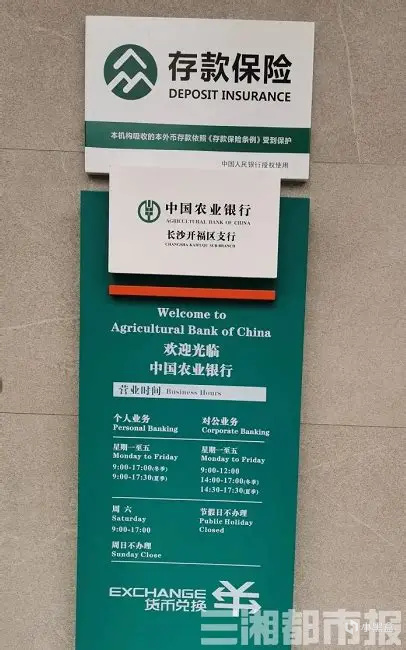 存款保险
DEPOSIT INSURANCE
本机构吸收的本外币存款依照《存款保险条例》受到保护
中国人民银行授权使用
中国农业银行
AGRICULTURAL BANK OF CHINA
长沙开福区支行
CHANGSHA KAIFU QU SUB-BRANCH
Welcome to
Agricultural Bank of China
欢迎光临
中国农业银行
营业时间 Business Hours
个人业务
Personal Banking
星期一至五
Monday to Friday
9:00-17:00(冬季)
9:00-17:30(夏季)
对公业务
Corporate Banking
星期一至五
Monday to Friday
9:00-12:00
14:00-17:00(冬季)
14:30-17:30(夏季)
周 六
Saturday
9:00-17:00
节假日不办理
Public Holiday
Closed
周日不办理
Sunday Close
EXCHANGE
货币兑换
三湘都市报